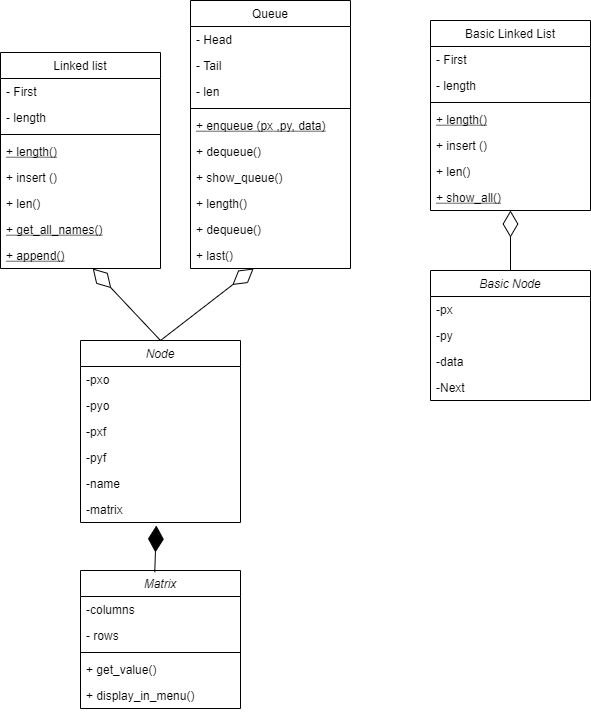 Linked list
- First
- length
+ length()
+ insert ()
+ len()
+ get_all_names()
+ append()
Queue
- Head
- Tail
- len
+ enqueue (px ,py, data)
+ dequeue()
+ show_queue()
+ length()
+ dequeue()
+ last()
Basic Linked List
- First
- length
+ length()
+ insert ()
+ len()
+ show_all()
Node
-pxo
-pyo
-pxf
-pyf
-name
-matrix
Basic Node
-px
-py
-data
-Next
Matrix
-columns
- rows
+ get_value()
+ display_in_menu()